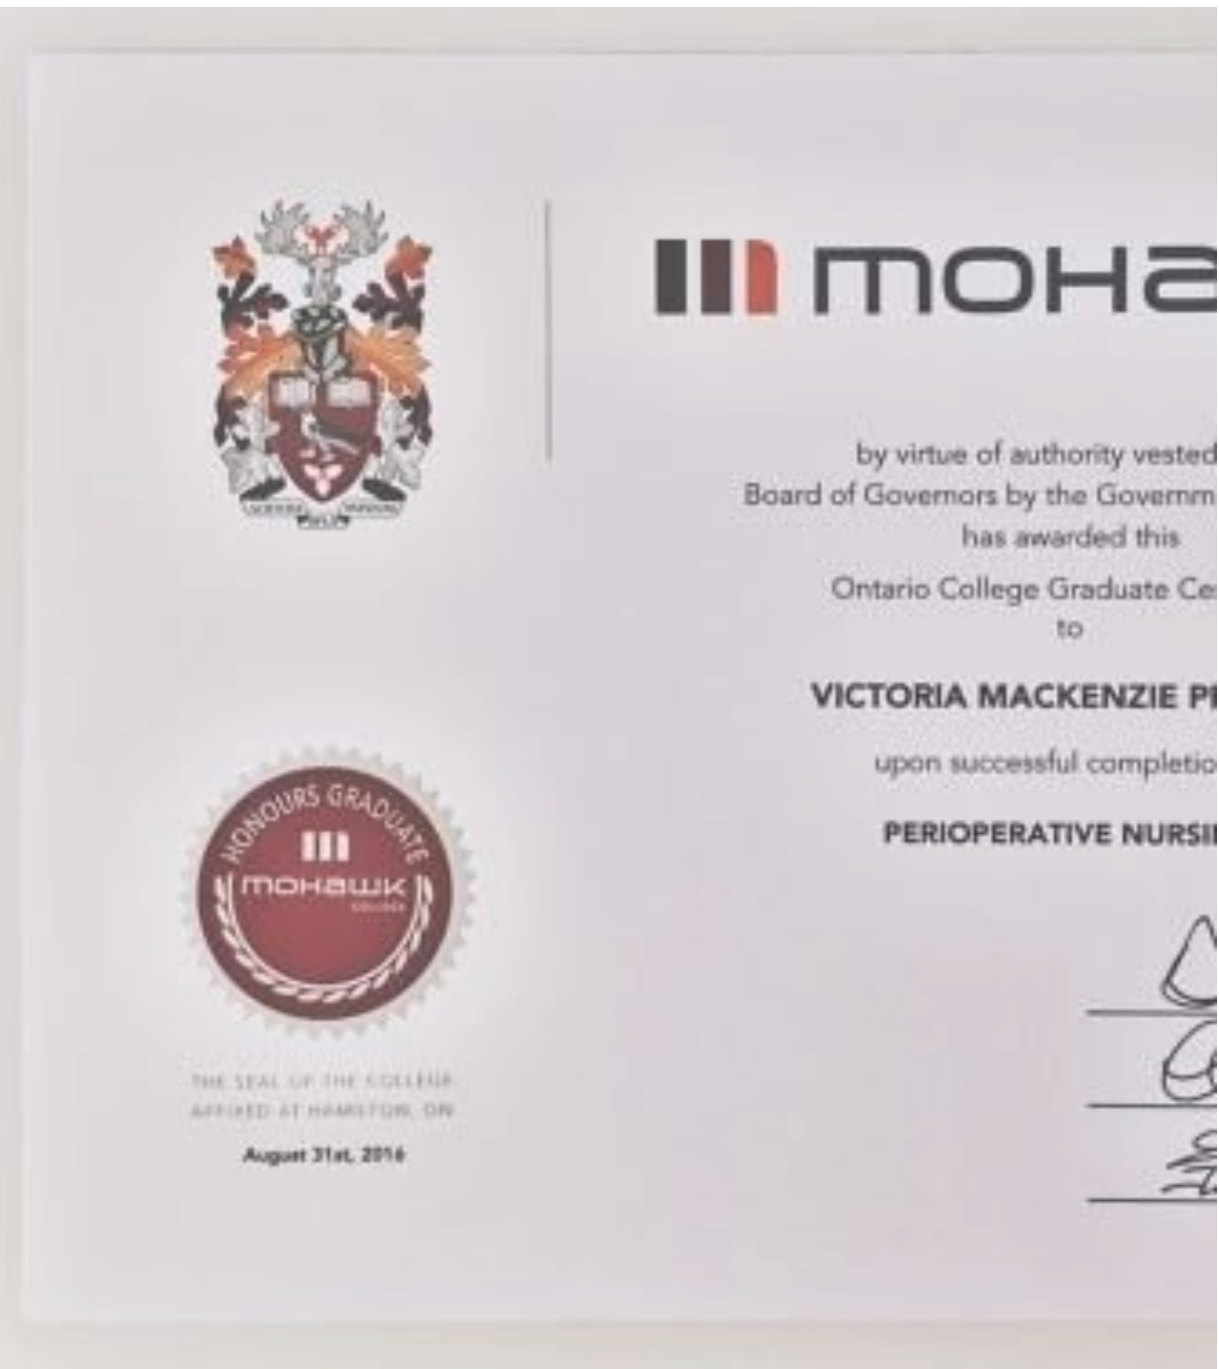 moha
by virtue of authority vested
Board of Governors by the Governm
has awarded this
Ontario College Graduate Ce
to
VICTORIA MACKENZIE P
upon successful completio
PERIOPERATIVE NURSI
HONOURS GRADUATE
mohawk
COLLEGE
THE SEAL OF THE COLLEGE
AFFIXED AT HAMILTON, ON
August 31st, 2016